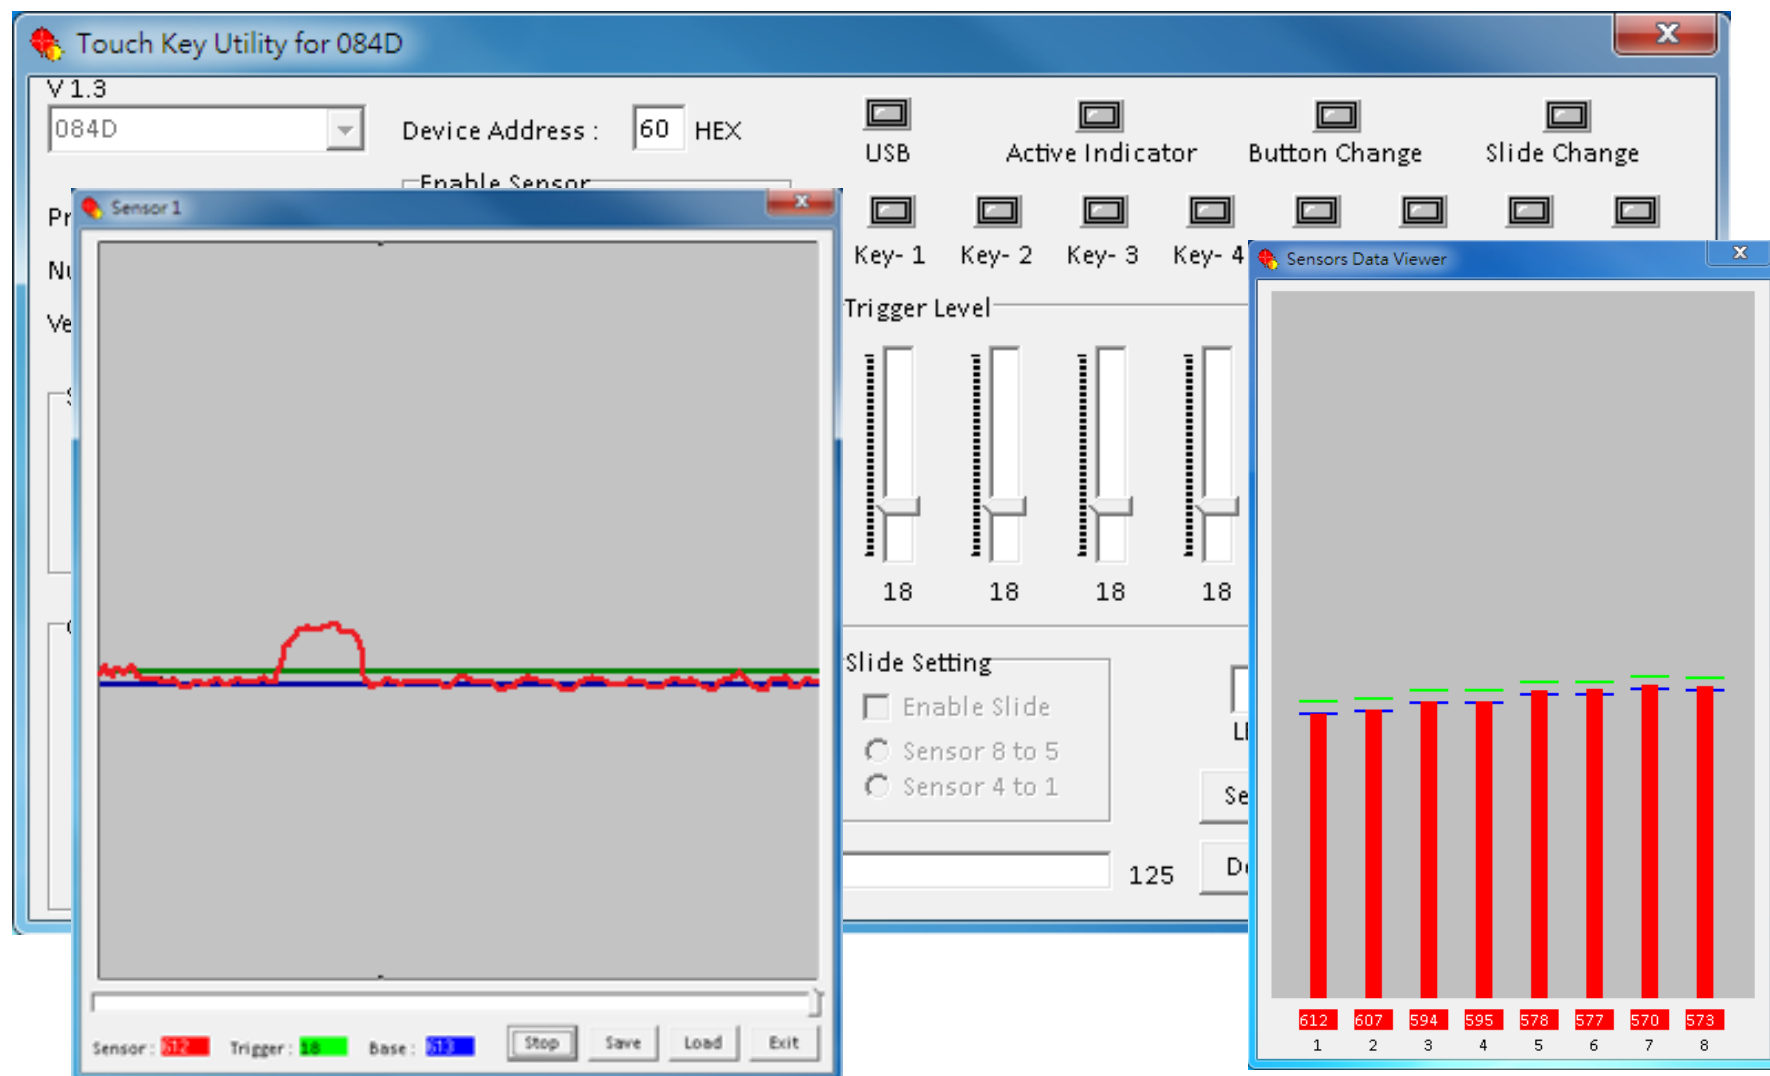 Touch Key Utility for 084D
V 1.3
084D
Device Address :
60
HEX
USB
Active Indicator
Button Change
Slide Change
Enable Sensor
Key- 1
Key- 2
Key- 3
Key- 4
Trigger Level
18
18
18
18
Slide Setting
Enable Slide
Sensor 8 to 5
Sensor 4 to 1
125
Sensor 1
Sensor :
612
Trigger :
18
Base :
613
Stop
Save
Load
Exit
Sensors Data Viewer
612 607 594 595 578 577 570 573
1 2 3 4 5 6 7 8